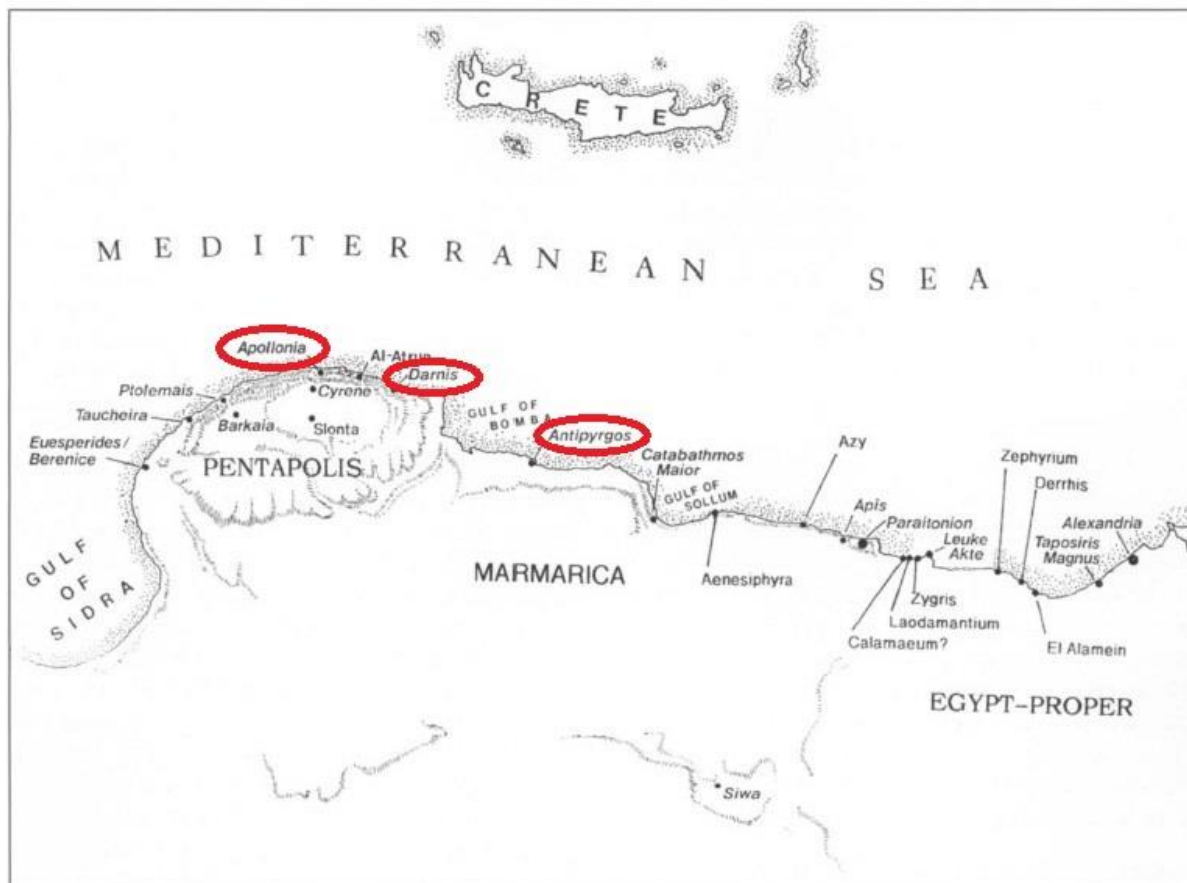 CRETE
MEDITERRANEAN SEA
Apollonia
Al-Atrun
Darnis
Ptolemais
Cyrene
Taucheira
Barkaia
Slonta
GULF OF
BOMBA
Antipyrgos
Euesperides/
Berenice
PENTAPOLIS
Catabathmos
Maior
GULF OF
SOLLUM
Azy
Zephyrium
Derrhis
Apis
Paraitonion
Alexandria
Taposiris
Magnus
Leuke
Akte
GULF
OF
SIDRA
MARMARICA
Aenesiphyra
Zygris
Laodamantium
Calamaeum?
El Alamein
EGYPT-PROPER
Siwa